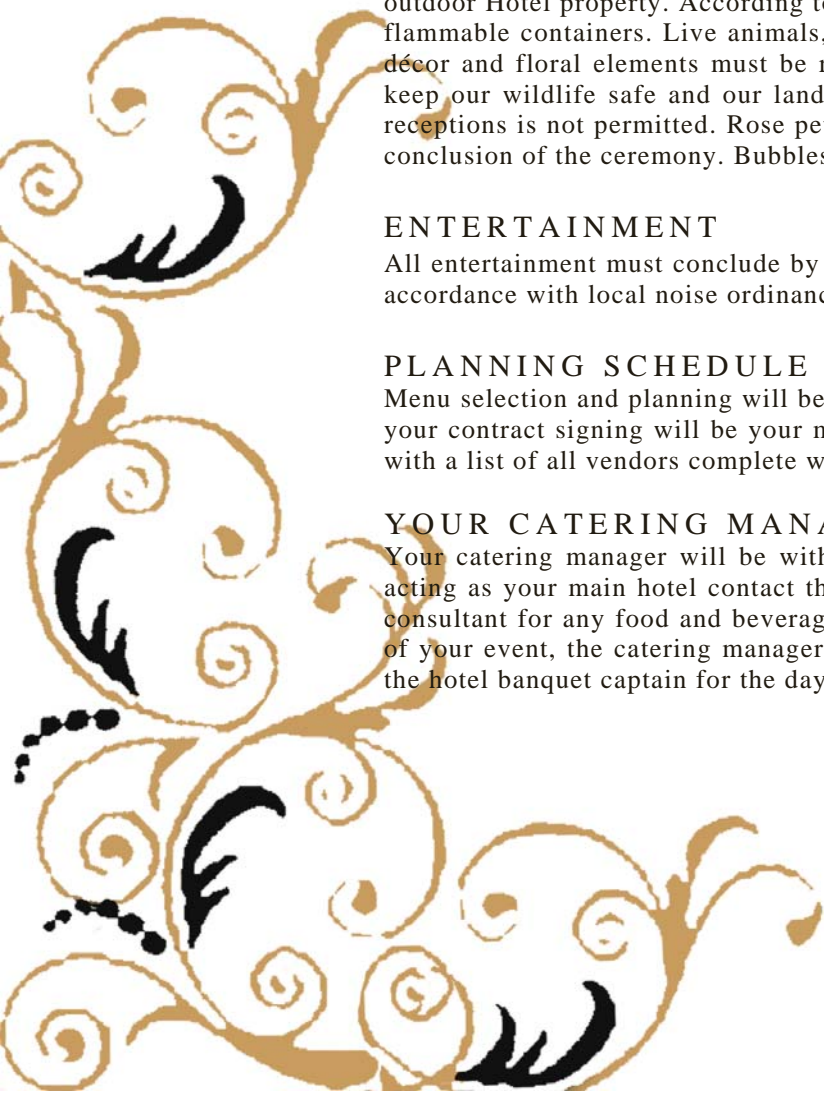 outdoor Hotel property. According to
flammable containers. Live animals,
décor and floral elements must be
keep our wildlife safe and our land
receptions is not permitted. Rose pe
conclusion of the ceremony. Bubbles
ENTERTAINMENT
All entertainment must conclude by
accordance with local noise ordinanc
PLANNING SCHEDULE
Menu selection and planning will be
your contract signing will be your
with a list of all vendors complete w
YOUR CATERING MANA
Your catering manager will be with
acting as your main hotel contact th
consultant for any food and beverag
of your event, the catering manager
the hotel banquet captain for the day